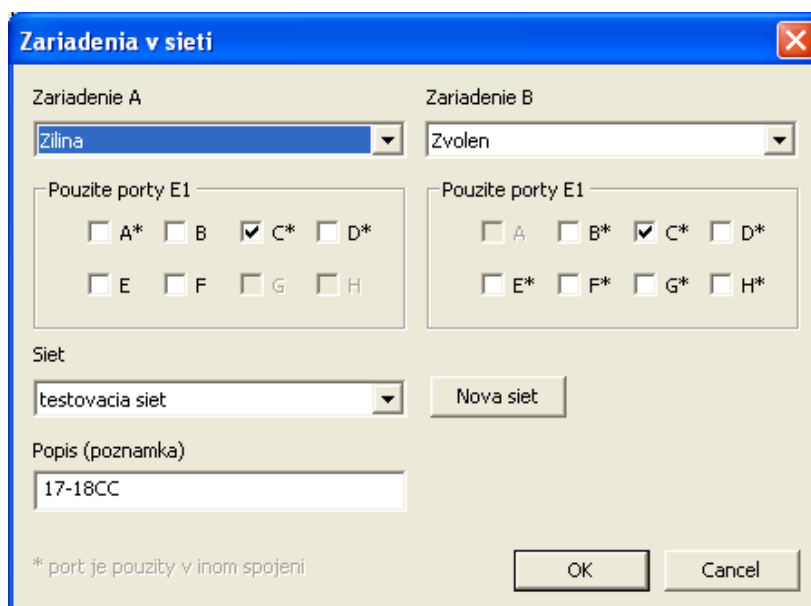 Zariadenia v sieti
Zariadenie A
Zariadenie B
Zilina
Zvolen
Pouzite porty E1
Pouzite porty E1
A* B C* D*
A B* C* D*
E F G H
E* F* G* H*
Siet
testovacia siet
Nova siet
Popis (poznamka)
17-18CC
* port je pouzity v inom spojeni
OK
Cancel